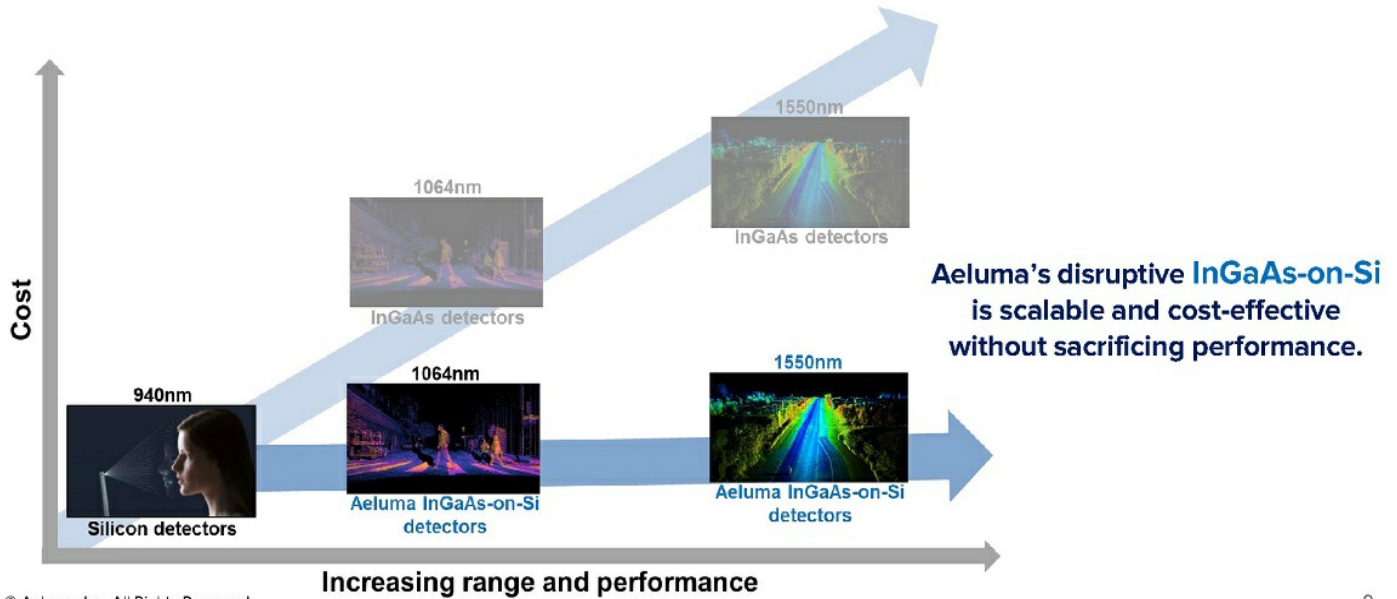 1550nm
InGaAs detectors
1064nm
InGaAs detectors
Cost
Aeluma's disruptive InGaAs-on-Si
is scalable and cost-effective
without sacrificing performance.
940nm
Silicon detectors
1064nm
Aeluma InGaAs-on-Si
detectors
1550nm
Aeluma InGaAs-on-Si
detectors
Increasing range and performance